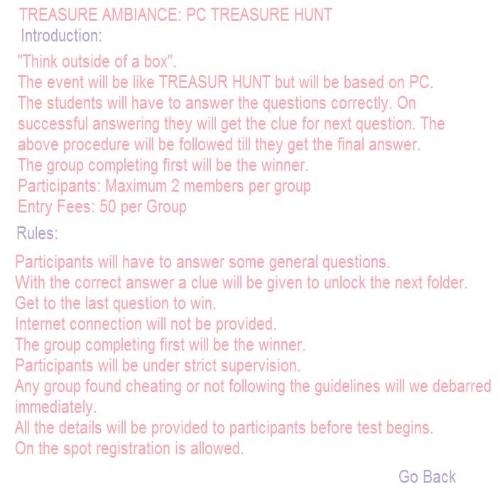 TREASURE AMBIANCE: PC TREASURE HUNT
Introduction:
"Think outside of a box".
The event will be like TREASUR HUNT but will be based on PC.
The students will have to answer the questions correctly. On
successful answering they will get the clue for next question. The
above procedure will be followed till they get the final answer.
The group completing first will be the winner.
Participants: Maximum 2 members per group
Entry Fees: 50 per Group
Rules:
Participants will have to answer some general questions.
With the correct answer a clue will be given to unlock the next folder.
Get to the last question to win.
Internet connection will not be provided.
The group completing first will be the winner.
Participants will be under strict supervision.
Any group found cheating or not following the guidelines will we debarred
immediately.
All the details will be provided to participants before test begins.
On the spot registration is allowed.
Go Back